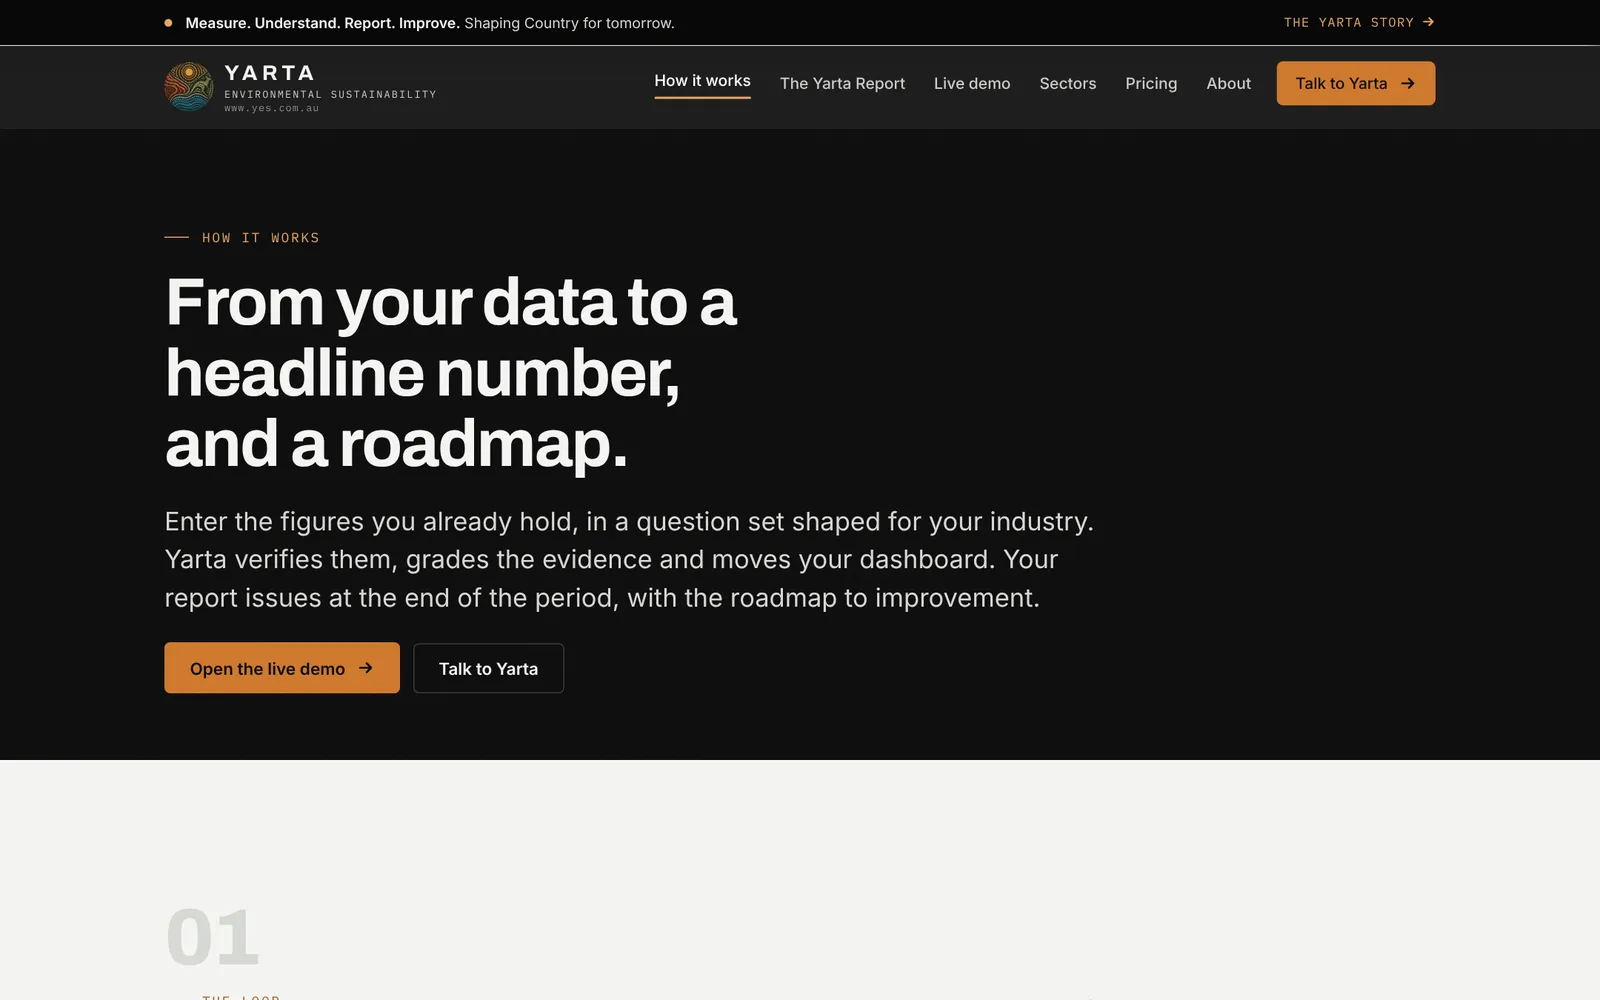 Measure. Understand. Report. Improve. Shaping Country for tomorrow.
THE YARTA STORY →
YARTA
ENVIRONMENTAL SUSTAINABILITY
www.yes.com.au
How it works
The Yarta Report
Live demo
Sectors
Pricing
About
Talk to Yarta →
HOW IT WORKS
From your data to a
headline number,
and a roadmap.
Enter the figures you already hold, in a question set shaped for your industry.
Yarta verifies them, grades the evidence and moves your dashboard. Your
report issues at the end of the period, with the roadmap to improvement.
Open the live demo →
Talk to Yarta
01
THE LOOP